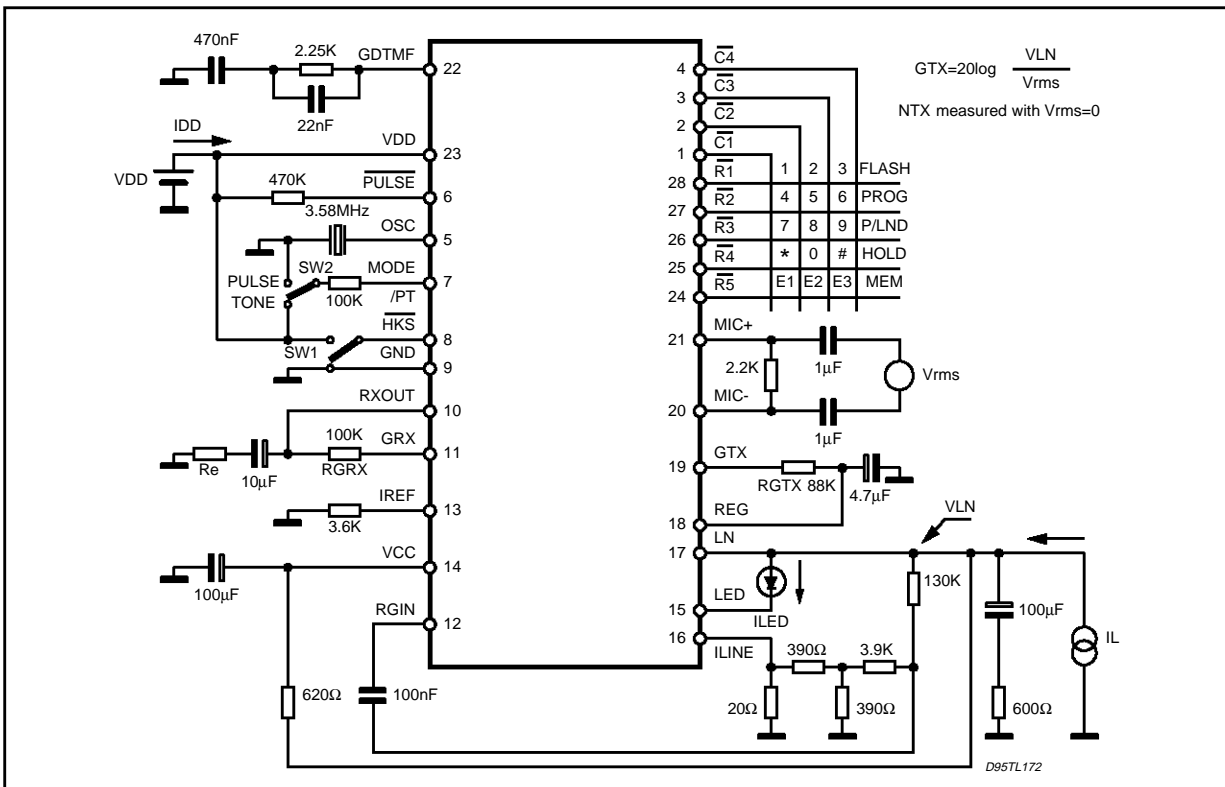 470nF
2.25K
GDTMF
22
22nF
IDD
VDD
23
VDD
470K
PULSE
6
3.58MHz
OSC
5
SW2
PULSE
MODE
7
TONE
100K
/PT
HKS
8
SW1
GND
9
RXOUT
10
100K
GRX
11
Re
10µF
RGRX
IREF
13
3.6K
VCC
14
100µF
RGIN
12
620Ω
100nF
4
C4
3
C3
2
C2
1
C1
28
R1
1 2 3 FLASH
27
R2
4 5 6 PROG
26
R3
7 8 9 P/LND
25
R4
* 0 # HOLD
24
R5
E1 E2 E3 MEM
GTX=20log VLN
Vrms
NTX measured with Vrms=0
21
MIC+
2.2K
1µF
Vrms
20
MIC-
1µF
19
GTX
RGTX 88K
4.7µF
18
REG
VLN
17
LN
130K
15
LED
ILED
100µF
IL
16
ILINE
390Ω
3.9K
20Ω
390Ω
600Ω
D95TL172